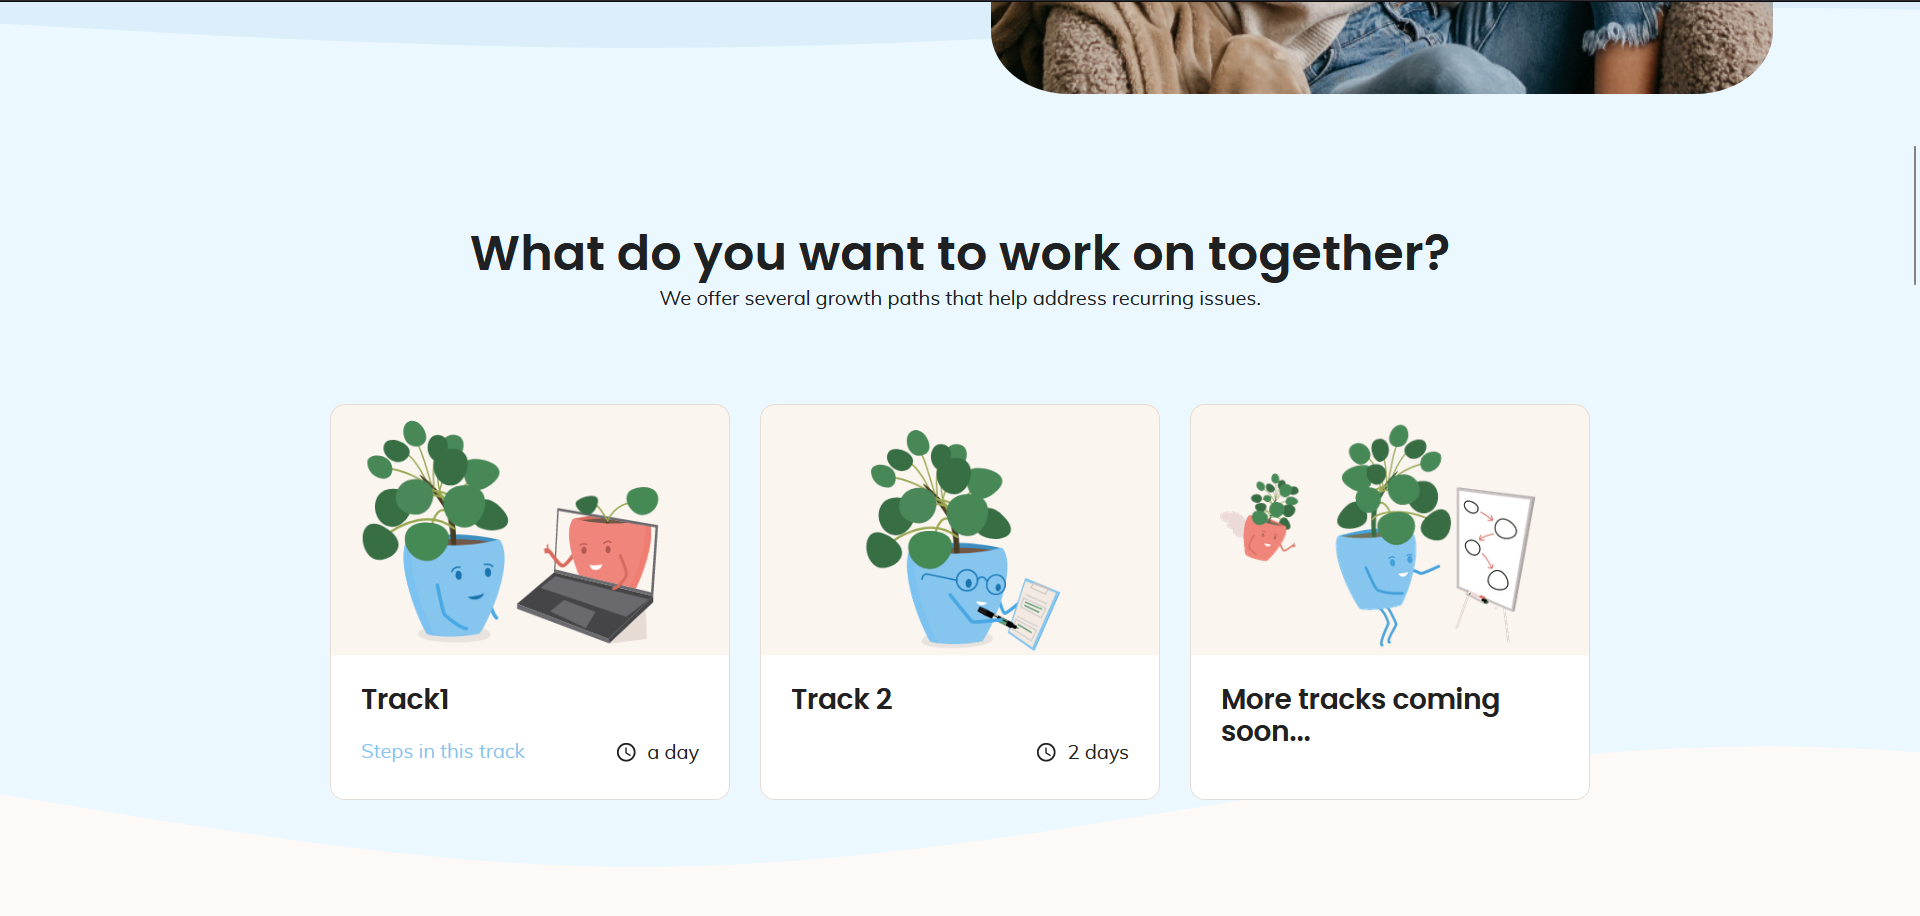 What do you want to work on together?
We offer several growth paths that help address recurring issues.
Track1
Steps in this track
a day
Track 2
2 days
More tracks coming
soon...